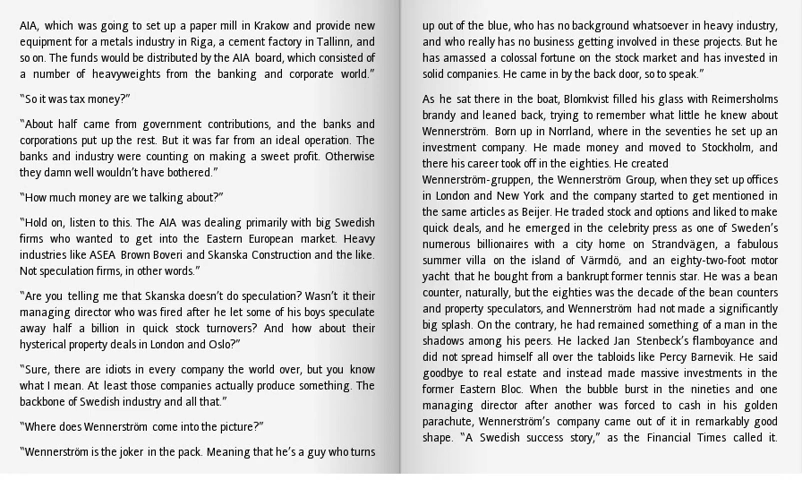 AIA, which was going to set up a paper mill in Krakow and provide new
equipment for a metals industry in Riga, a cement factory in Tallinn, and
so on. The funds would be distributed by the AIA board, which consisted of
a number of heavyweights from the banking and corporate world.”
“So it was tax money?”
“About half came from government contributions, and the banks and
corporations put up the rest. But it was far from an ideal operation. The
banks and industry were counting on making a sweet profit. Otherwise
they damn well wouldn’t have bothered.”
“How much money are we talking about?”
“Hold on, listen to this. The AIA was dealing primarily with big Swedish
firms who wanted to get into the Eastern European market. Heavy
industries like ASEA Brown Boveri and Skanska Construction and the like.
Not speculation firms, in other words.”
“Are you telling me that Skanska doesn’t do speculation? Wasn’t it their
managing director who was fired after he let some of his boys speculate
away half a billion in quick stock turnovers? And how about their
hysterical property deals in London and Oslo?”
“Sure, there are idiots in every company the world over, but you know
what I mean. At least those companies actually produce something. The
backbone of Swedish industry and all that.”
“Where does Wennerström come into the picture?”
“Wennerström is the joker in the pack. Meaning that he’s a guy who turns
up out of the blue, who has no background whatsoever in heavy industry,
and who really has no business getting involved in these projects. But he
has amassed a colossal fortune on the stock market and has invested in
solid companies. He came in by the back door, so to speak.”
As he sat there in the boat, Blomkvist filled his glass with Reimersholms
brandy and leaned back, trying to remember what little he knew about
Wennerström. Born up in Norrland, where in the seventies he set up an
investment company. He made money and moved to Stockholm, and
there his career took off in the eighties. He created
Wennerström-gruppen, the Wennerström Group, when they set up offices
in London and New York and the company started to get mentioned in
the same articles as Beijer. He traded stock and options and liked to make
quick deals, and he emerged in the celebrity press as one of Sweden’s
numerous billionaires with a city home on Strandvägen, a fabulous
summer villa on the island of Värmdö, and an eighty-two-foot motor
yacht that he bought from a bankrupt former tennis star. He was a bean
counter, naturally, but the eighties was the decade of the bean counters
and property speculators, and Wennerström had not made a significantly
big splash. On the contrary, he had remained something of a man in the
shadows among his peers. He lacked Jan Stenbeck’s flamboyance and
did not spread himself all over the tabloids like Percy Barnevik. He said
goodbye to real estate and instead made massive investments in the
former Eastern Bloc. When the bubble burst in the nineties and one
managing director after another was forced to cash in his golden
parachute, Wennerström’s company came out of it in remarkably good
shape. “A Swedish success story,” as the Financial Times called it.